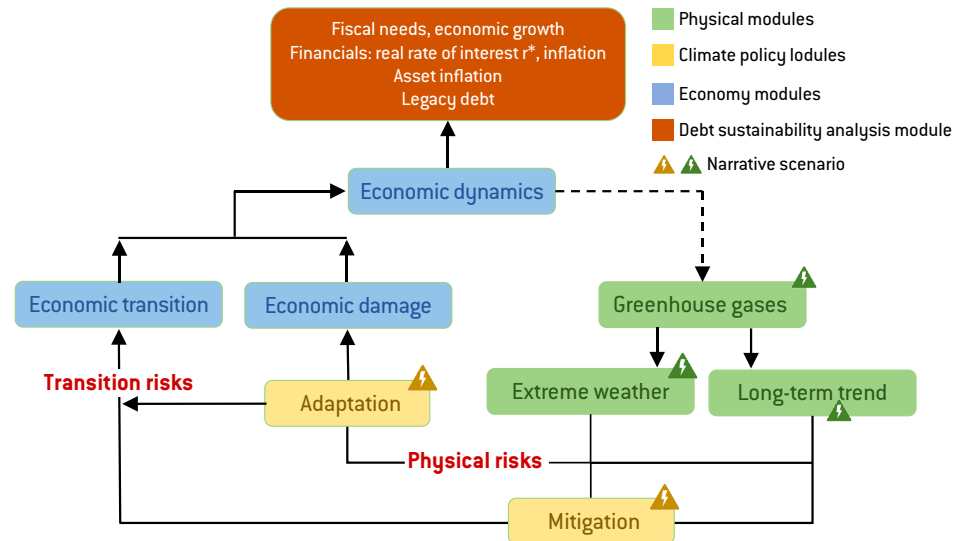 Fiscal needs, economic growth
Financials: real rate of interest r*, inflation
Asset inflation
Legacy debt
Physical modules
Climate policy lodules
Economy modules
Debt sustainability analysis module
Narrative scenario
Economic dynamics
Economic transition
Economic damage
Greenhouse gases
Transition risks
Adaptation
Extreme weather
Long-term trend
Physical risks
Mitigation